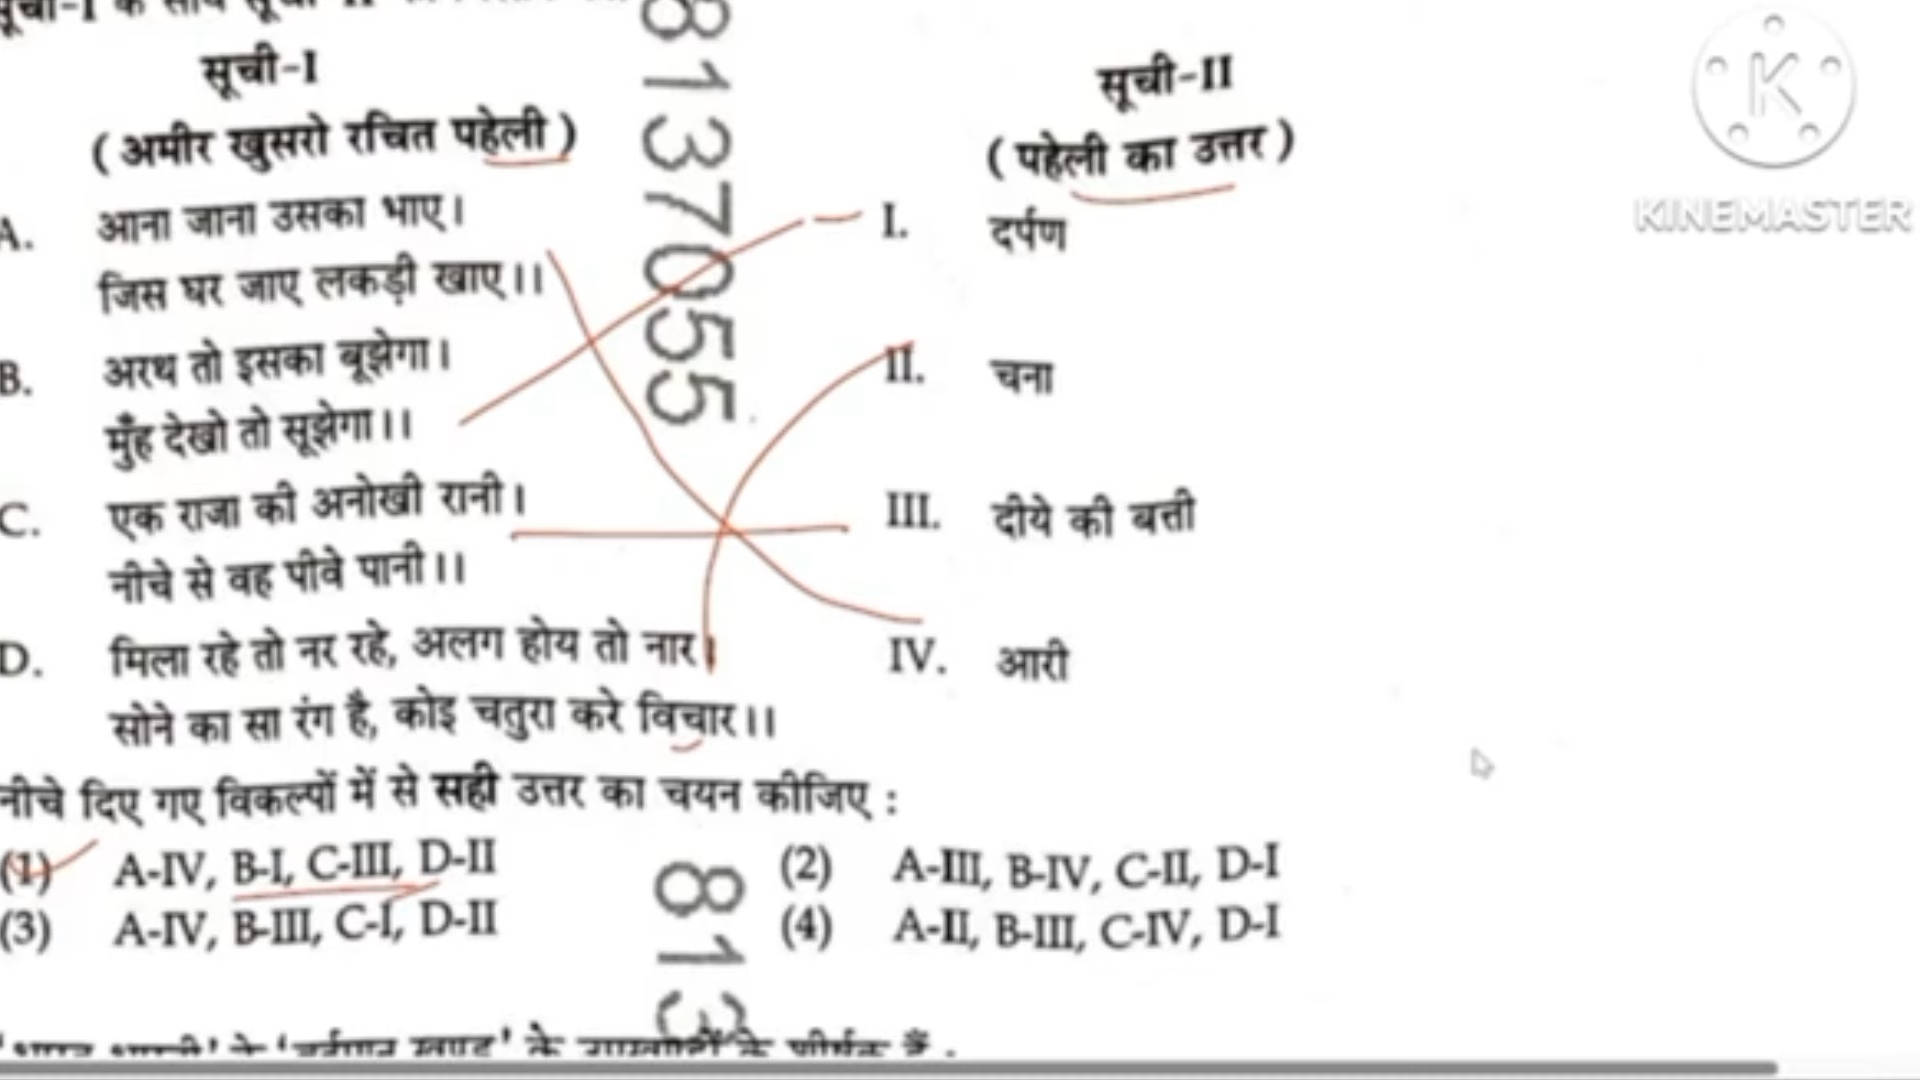 सूची-I के साथ सूची-II
सूची-I
सूची-II
( अमीर खुसरो रचित पहेली )
( पहेली का उत्तर )
A. आना जाना उसका भाए।
जिस घर जाए लकड़ी खाए।।
I. दर्पण
B. अरथ तो इसका बूझेगा।
मुँह देखो तो सूझेगा।।
II. चना
C. एक राजा की अनोखी रानी।
नीचे से वह पीवे पानी।।
III. दीये की बत्ती
D. मिला रहे तो नर रहे, अलग होय तो नार।
सोने का सा रंग है, कोइ चतुरा करे विचार।।
IV. आरी
नीचे दिए गए विकल्पों में से सही उत्तर का चयन कीजिए :
(1) A-IV, B-I, C-III, D-II
(2) A-III, B-IV, C-II, D-I
(3) A-IV, B-III, C-I, D-II
(4) A-II, B-III, C-IV, D-I
8137055
813
K
KINEMASTER